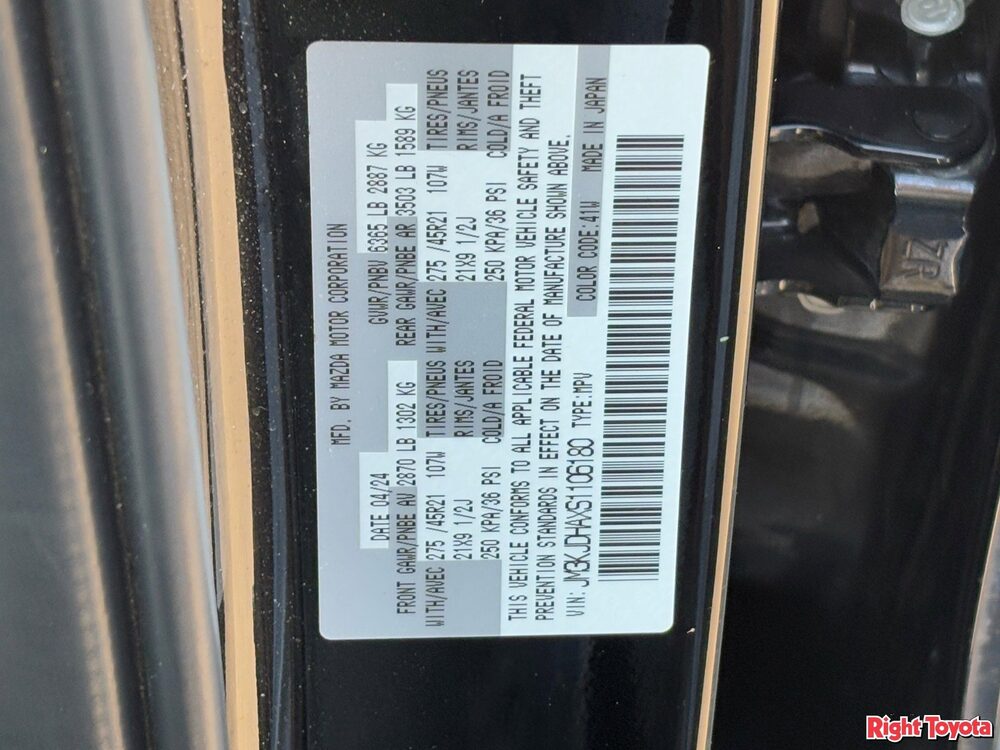 MFD. BY MAZDA MOTOR CORPORATION
DATE 04/24 GVWR/PNBV 6365 LB 2887 KG
FRONT GAWR/PNBE AV 2870 LB 1302 KG REAR GAWR/PNBE AR 3503 LB 1589 KG
WITH/AVEC 275 /45R21 107W TIRES/PNEUS WITH/AVEC 275 /45R21 107W TIRES/PNEUS
21X9 1/2J RIMS/JANTES 21X9 1/2J RIMS/JANTES
250 KPA/36 PSI COLD/A FROID 250 KPA/36 PSI COLD/A FROID
THIS VEHICLE CONFORMS TO ALL APPLICABLE FEDERAL MOTOR VEHICLE SAFETY AND THEFT
PREVENTION STANDARDS IN EFFECT ON THE DATE OF MANUFACTURE SHOWN ABOVE.
VIN: JM3KJDHAXS1106180 TYPE:MPV COLOR CODE:41W MADE IN JAPAN
ZR
Right Toyota